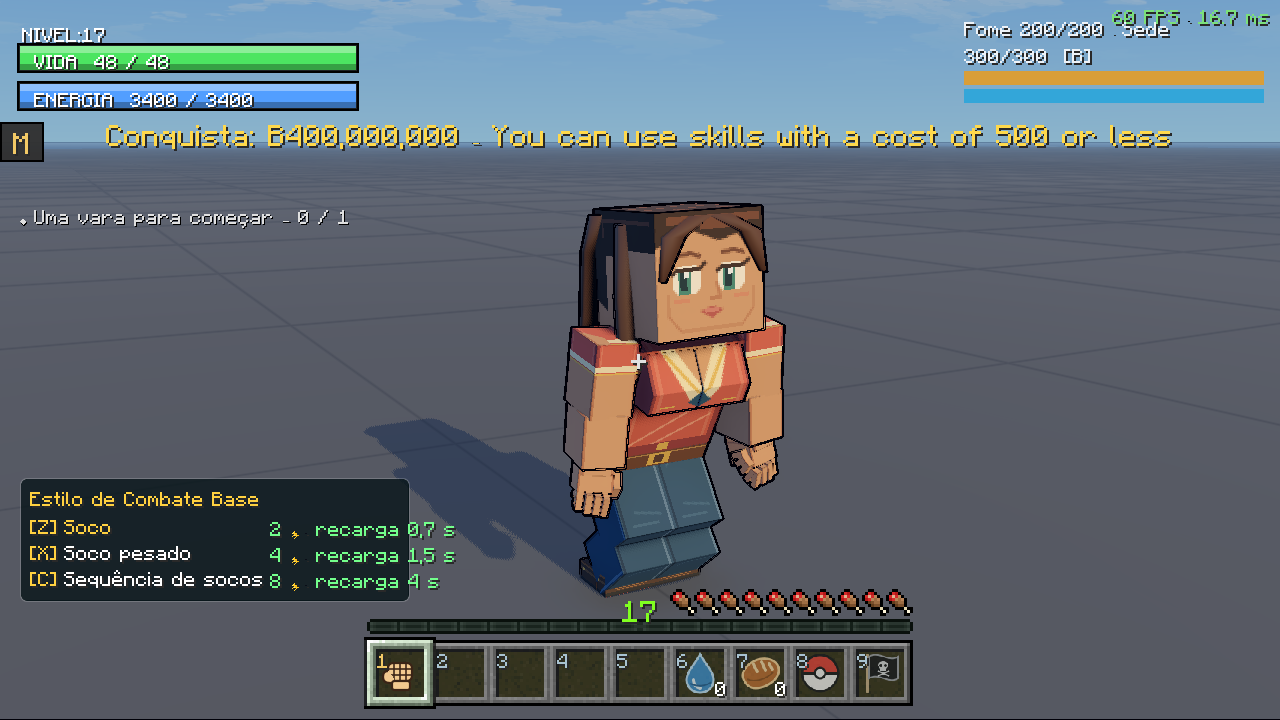 60 FPS · 16.7 ms
NIVEL:17
Fome 200/200 · Sede
300/300 [B]
VIDA 48 / 48
ENERGIA 3400 / 3400
M
Conquista: B400,000,000 - You can use skills with a cost of 500 or less
Uma vara para começar - 0 / 1
Estilo de Combate Base
[Z] Soco 2 recarga 0,7 s
[X] Soco pesado 4 recarga 1,5 s
[C] Sequência de socos 8 recarga 4 s
17
1 2 3 4 5 6 7 8 9
0 0